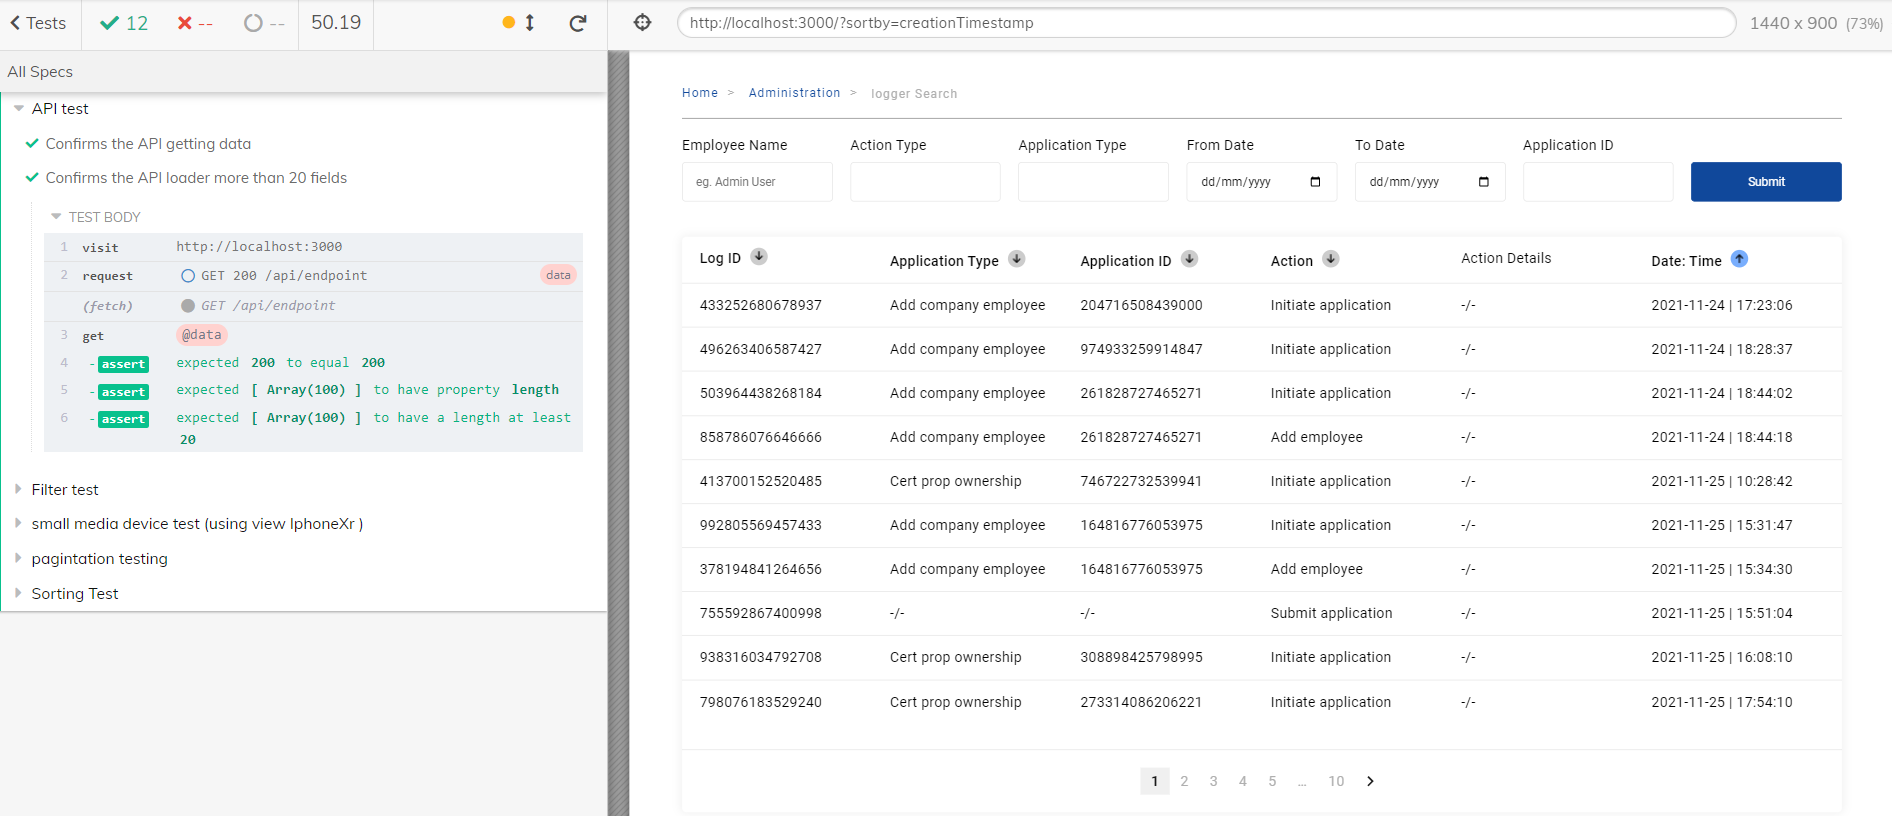 Tests 12 -- -- 50.19 http://localhost:3000/?sortby=creationTimestamp 1440 x 900 (73%)
All Specs
API test
Confirms the API getting data
Confirms the API loader more than 20 fields
TEST BODY
1 visit http://localhost:3000
2 request GET 200 /api/endpoint data
(fetch) GET /api/endpoint
3 get @data
4 -assert expected 200 to equal 200
5 -assert expected [ Array(100) ] to have property length
6 -assert expected [ Array(100) ] to have a length at least
20
Filter test
small media device test (using view IphoneXr )
pagintation testing
Sorting Test
Home > Administration > logger Search
Employee Name Action Type Application Type From Date To Date Application ID
eg. Admin User dd/mm/yyyy dd/mm/yyyy Submit
Log ID Application Type Application ID Action Action Details Date: Time
433252680678937 Add company employee 204716508439000 Initiate application -/- 2021-11-24 | 17:23:06
496263406587427 Add company employee 974933259914847 Initiate application -/- 2021-11-24 | 18:28:37
503964438268184 Add company employee 261828727465271 Initiate application -/- 2021-11-24 | 18:44:02
858786076646666 Add company employee 261828727465271 Add employee -/- 2021-11-24 | 18:44:18
413700152520485 Cert prop ownership 746722732539941 Initiate application -/- 2021-11-25 | 10:28:42
992805569457433 Add company employee 164816776053975 Initiate application -/- 2021-11-25 | 15:31:47
378194841264656 Add company employee 164816776053975 Add employee -/- 2021-11-25 | 15:34:30
755592867400998 -/- -/- Submit application -/- 2021-11-25 | 15:51:04
938316034792708 Cert prop ownership 308898425798995 Initiate application -/- 2021-11-25 | 16:08:10
798076183529240 Cert prop ownership 273314086206221 Initiate application -/- 2021-11-25 | 17:54:10
1 2 3 4 5 ... 10